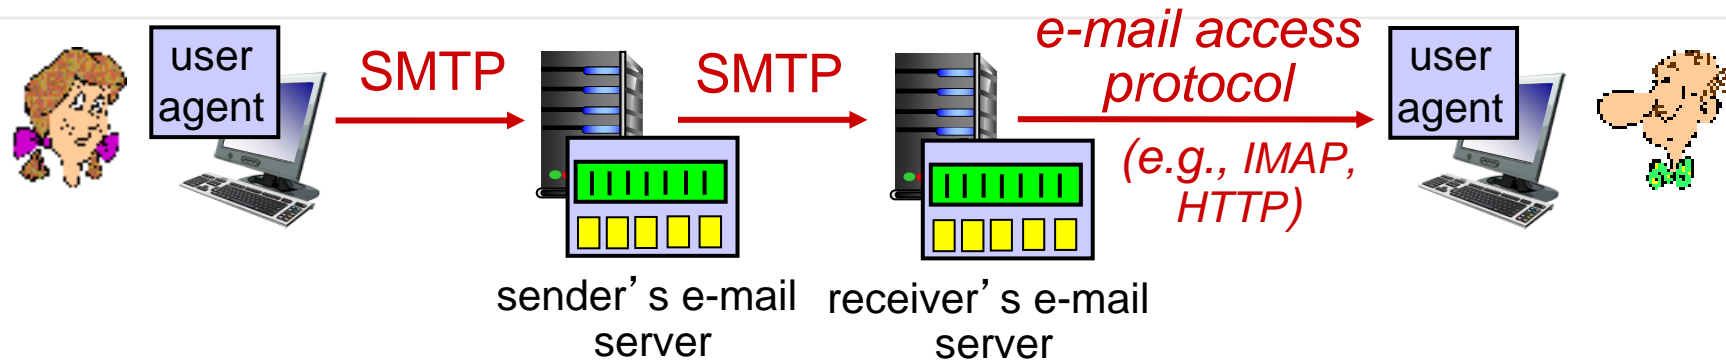 user
agent
SMTP
SMTP
e-mail access
protocol
(e.g., IMAP,
HTTP)
user
agent
sender’s e-mail
server
receiver’s e-mail
server